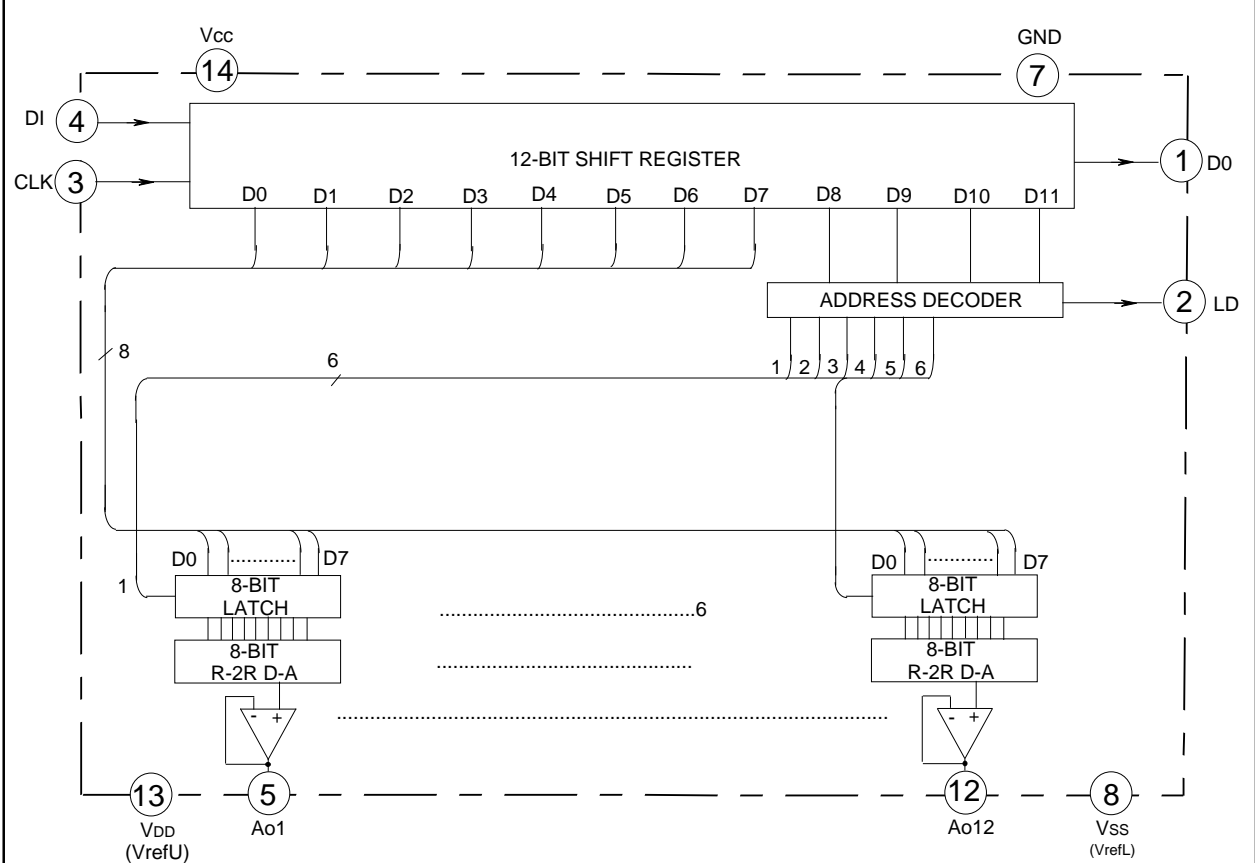 Vcc
GND
14
7
DI
4
12-BIT SHIFT REGISTER
1
D0
CLK
3
D0 D1 D2 D3 D4 D5 D6 D7 D8 D9 D10 D11
ADDRESS DECODER
2
LD
8
6
1 2 3 4 5 6
D0 ............ D7
D0 ............ D7
1
8-BIT
LATCH
.....................................................6
8-BIT
LATCH
8-BIT
R-2R D-A
8-BIT
R-2R D-A
- +
- +
13
5
12
8
VDD
(VrefU)
Ao1
Ao12
Vss
(VrefL)